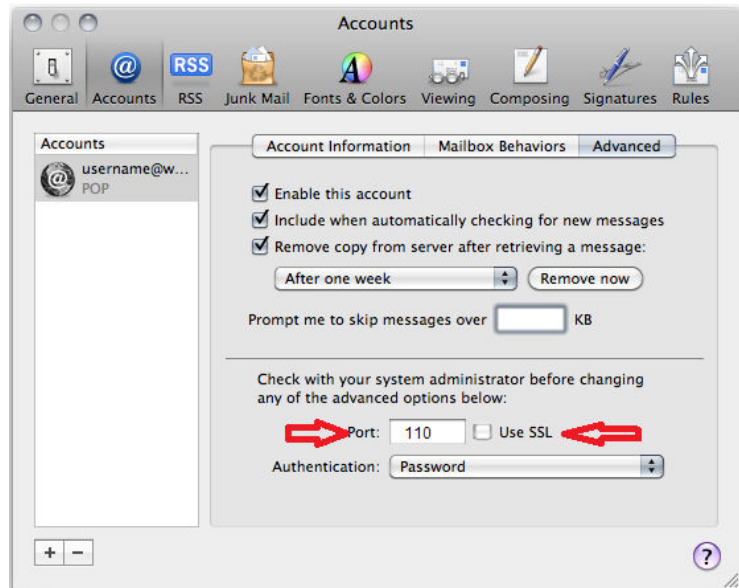 Accounts
General Accounts RSS Junk Mail Fonts & Colors Viewing Composing Signatures Rules
RSS
Accounts
username@w...
POP
Account Information Mailbox Behaviors Advanced
Enable this account
Include when automatically checking for new messages
Remove copy from server after retrieving a message:
After one week Remove now
Prompt me to skip messages over KB
Check with your system administrator before changing
any of the advanced options below:
Port: 110 Use SSL
Authentication: Password
+ − ?